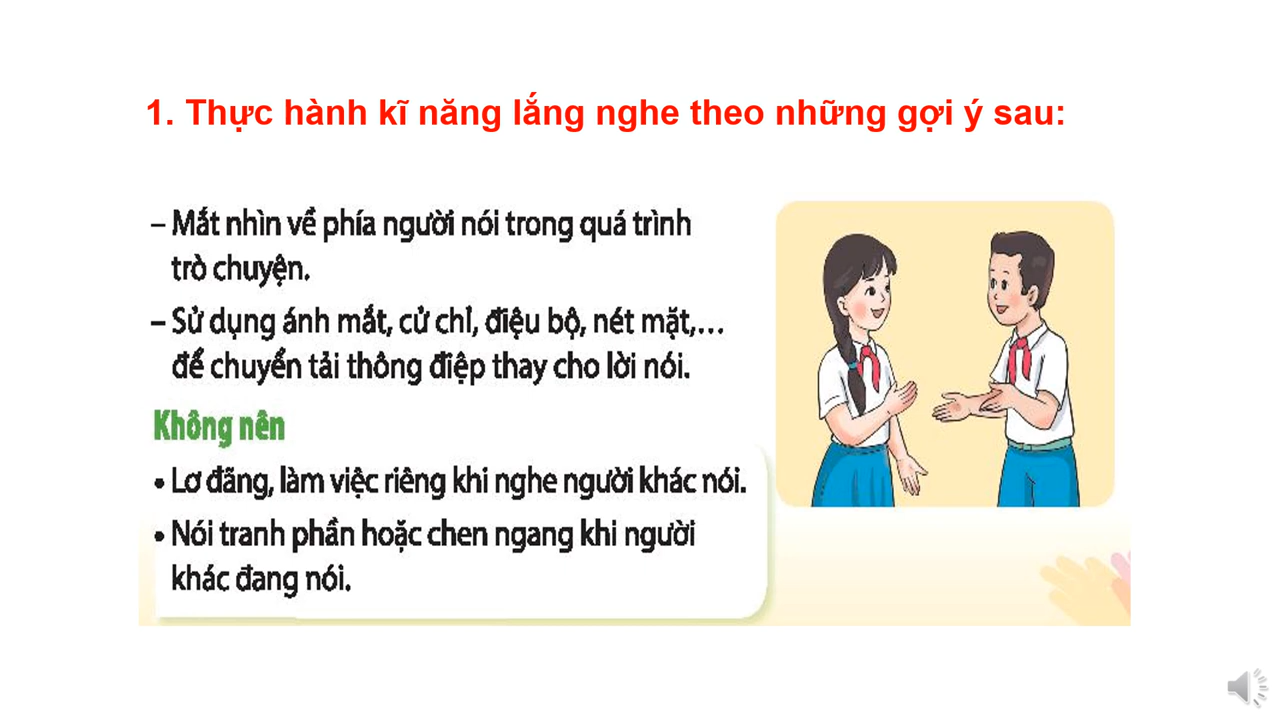 1. Thực hành kĩ năng lắng nghe theo những gợi ý sau:
– Mắt nhìn về phía người nói trong quá trình
trò chuyện.
– Sử dụng ánh mắt, cử chỉ, điệu bộ, nét mặt,...
để chuyển tải thông điệp thay cho lời nói.
Không nên
• Lơ đãng, làm việc riêng khi nghe người khác nói.
• Nói tranh phần hoặc chen ngang khi người
khác đang nói.